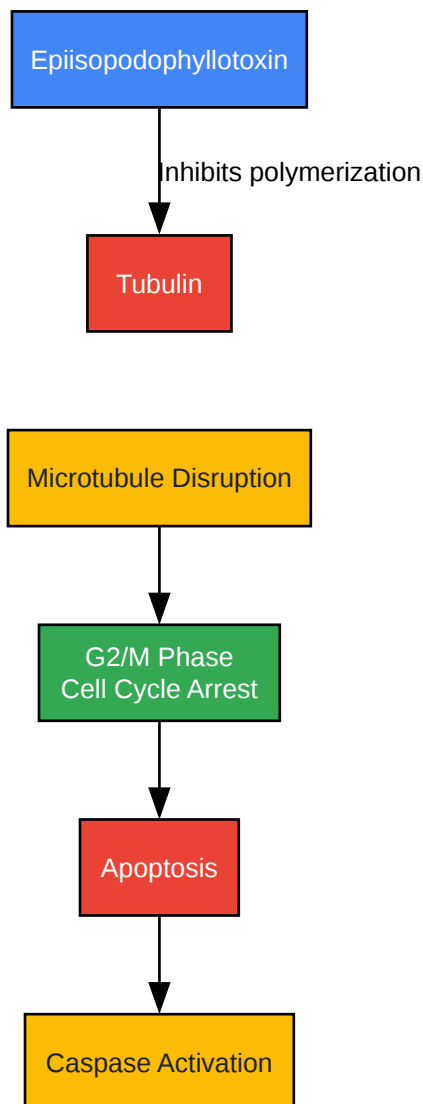 Epiisopodophyllotoxin
Inhibits polymerization
Tubulin
Microtubule Disruption
G2/M Phase
Cell Cycle Arrest
Apoptosis
Caspase Activation